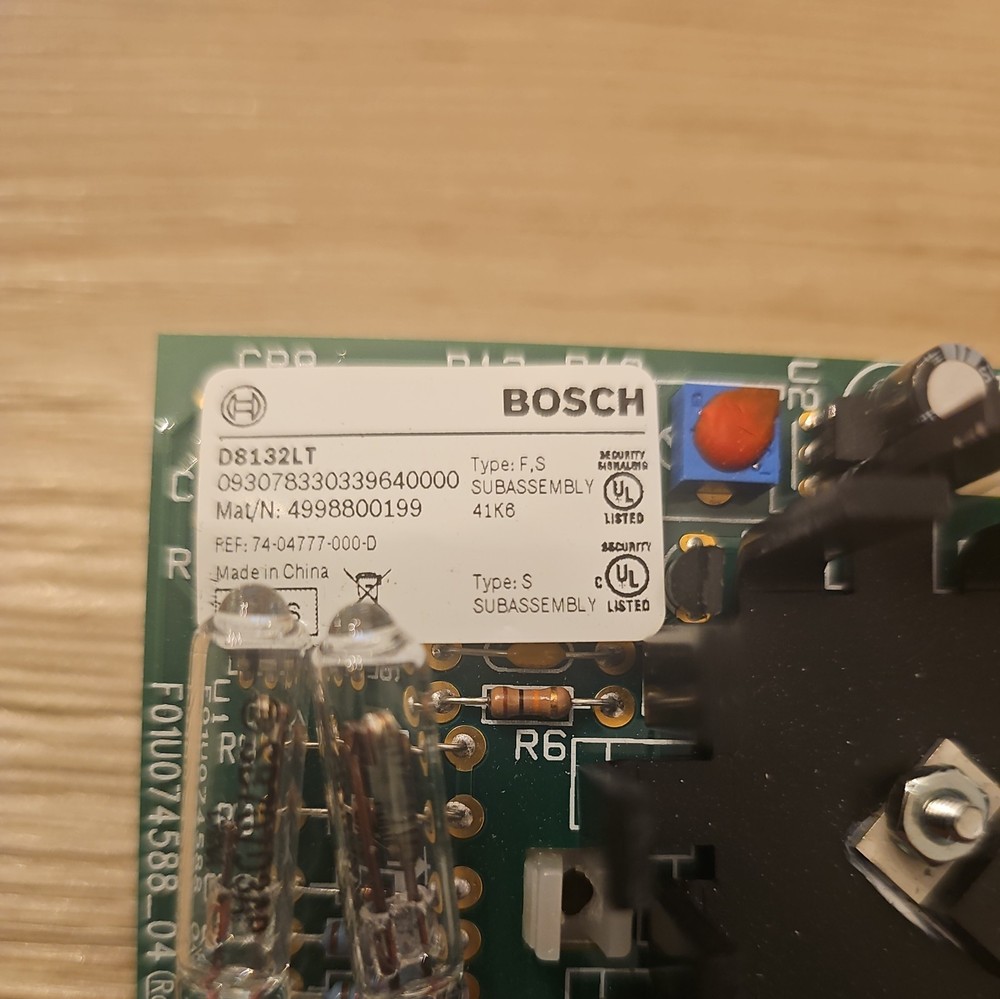 BOSCH
D8132LT
093078330339640000
Mat/N: 4998800199
REF: 74-04777-000-D
Made in China
Type: F,S
SUBASSEMBLY
41K6
SECURITY
SIGNALING
UL
LISTED
Type: S
SUBASSEMBLY
SECURITY
C UL
LISTED
U2
C
R
R6
F01U074588_04